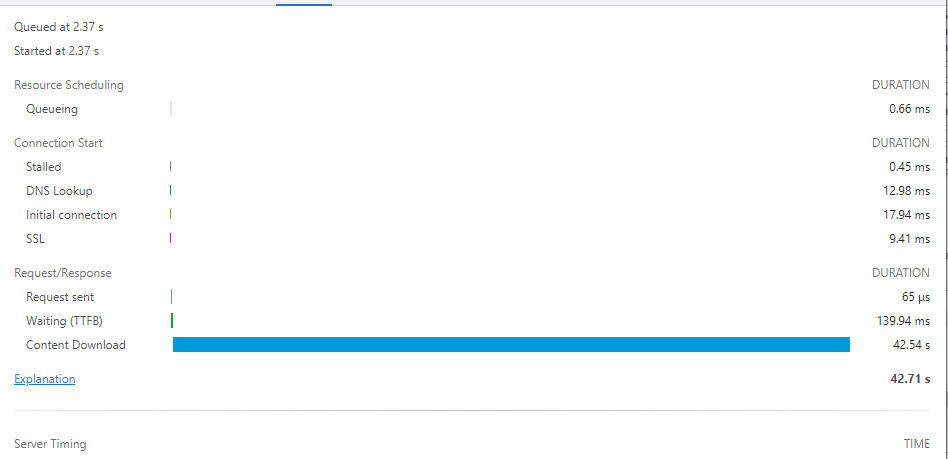 Queued at 2.37 s
Started at 2.37 s
Resource Scheduling DURATION
Queueing 0.66 ms
Connection Start DURATION
Stalled 0.45 ms
DNS Lookup 12.98 ms
Initial connection 17.94 ms
SSL 9.41 ms
Request/Response DURATION
Request sent 65 μs
Waiting (TTFB) 139.94 ms
Content Download 42.54 s
Explanation 42.71 s
Server Timing TIME